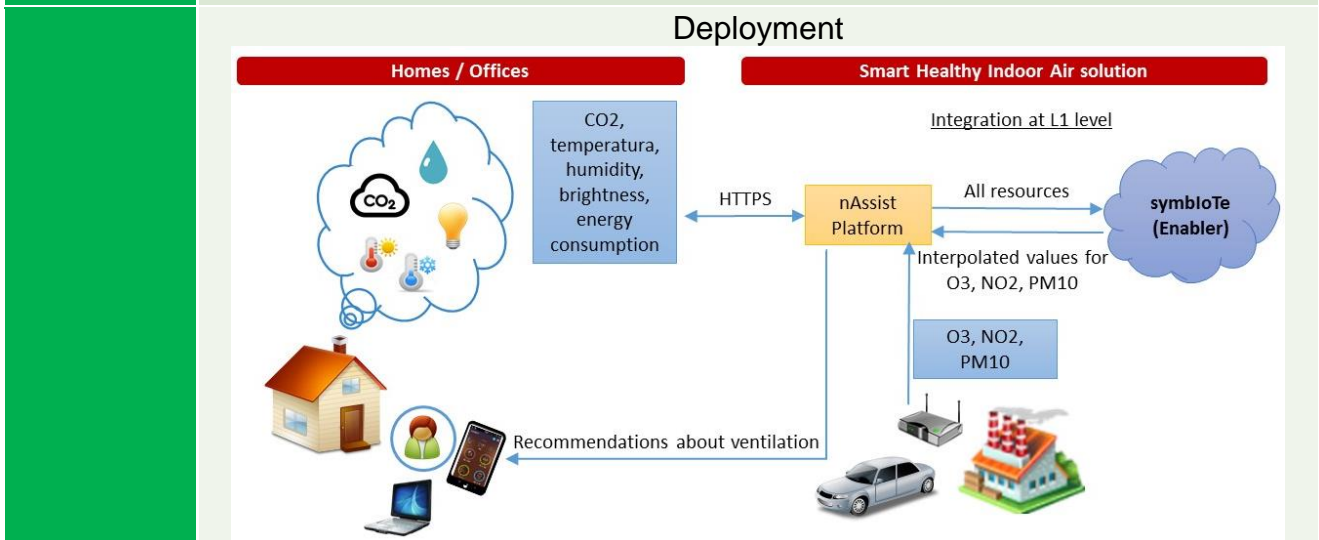 Deployment
Homes / Offices
Smart Healthy Indoor Air solution
CO2,
temperatura,
humidity,
brightness,
energy
consumption
CO₂
Integration at L1 level
HTTPS
nAssist
Platform
All resources
symbIoTe
(Enabler)
Interpolated values for
O3, NO2, PM10
O3, NO2,
PM10
Recommendations about ventilation